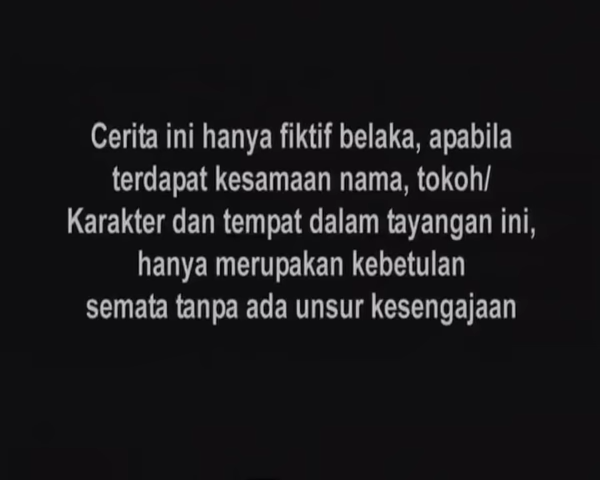 Cerita ini hanya fiktif belaka, apabila
terdapat kesamaan nama, tokoh/
Karakter dan tempat dalam tayangan ini,
hanya merupakan kebetulan
semata tanpa ada unsur kesengajaan